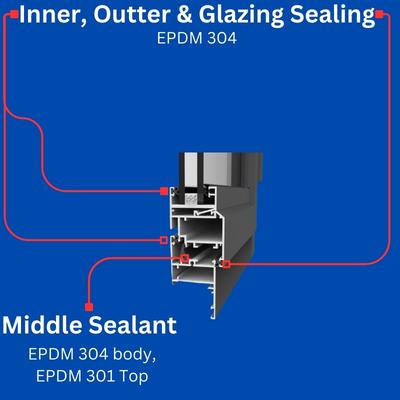 Inner, Outter & Glazing Sealing
EPDM 304
Middle Sealant
EPDM 304 body,
EPDM 301 Top